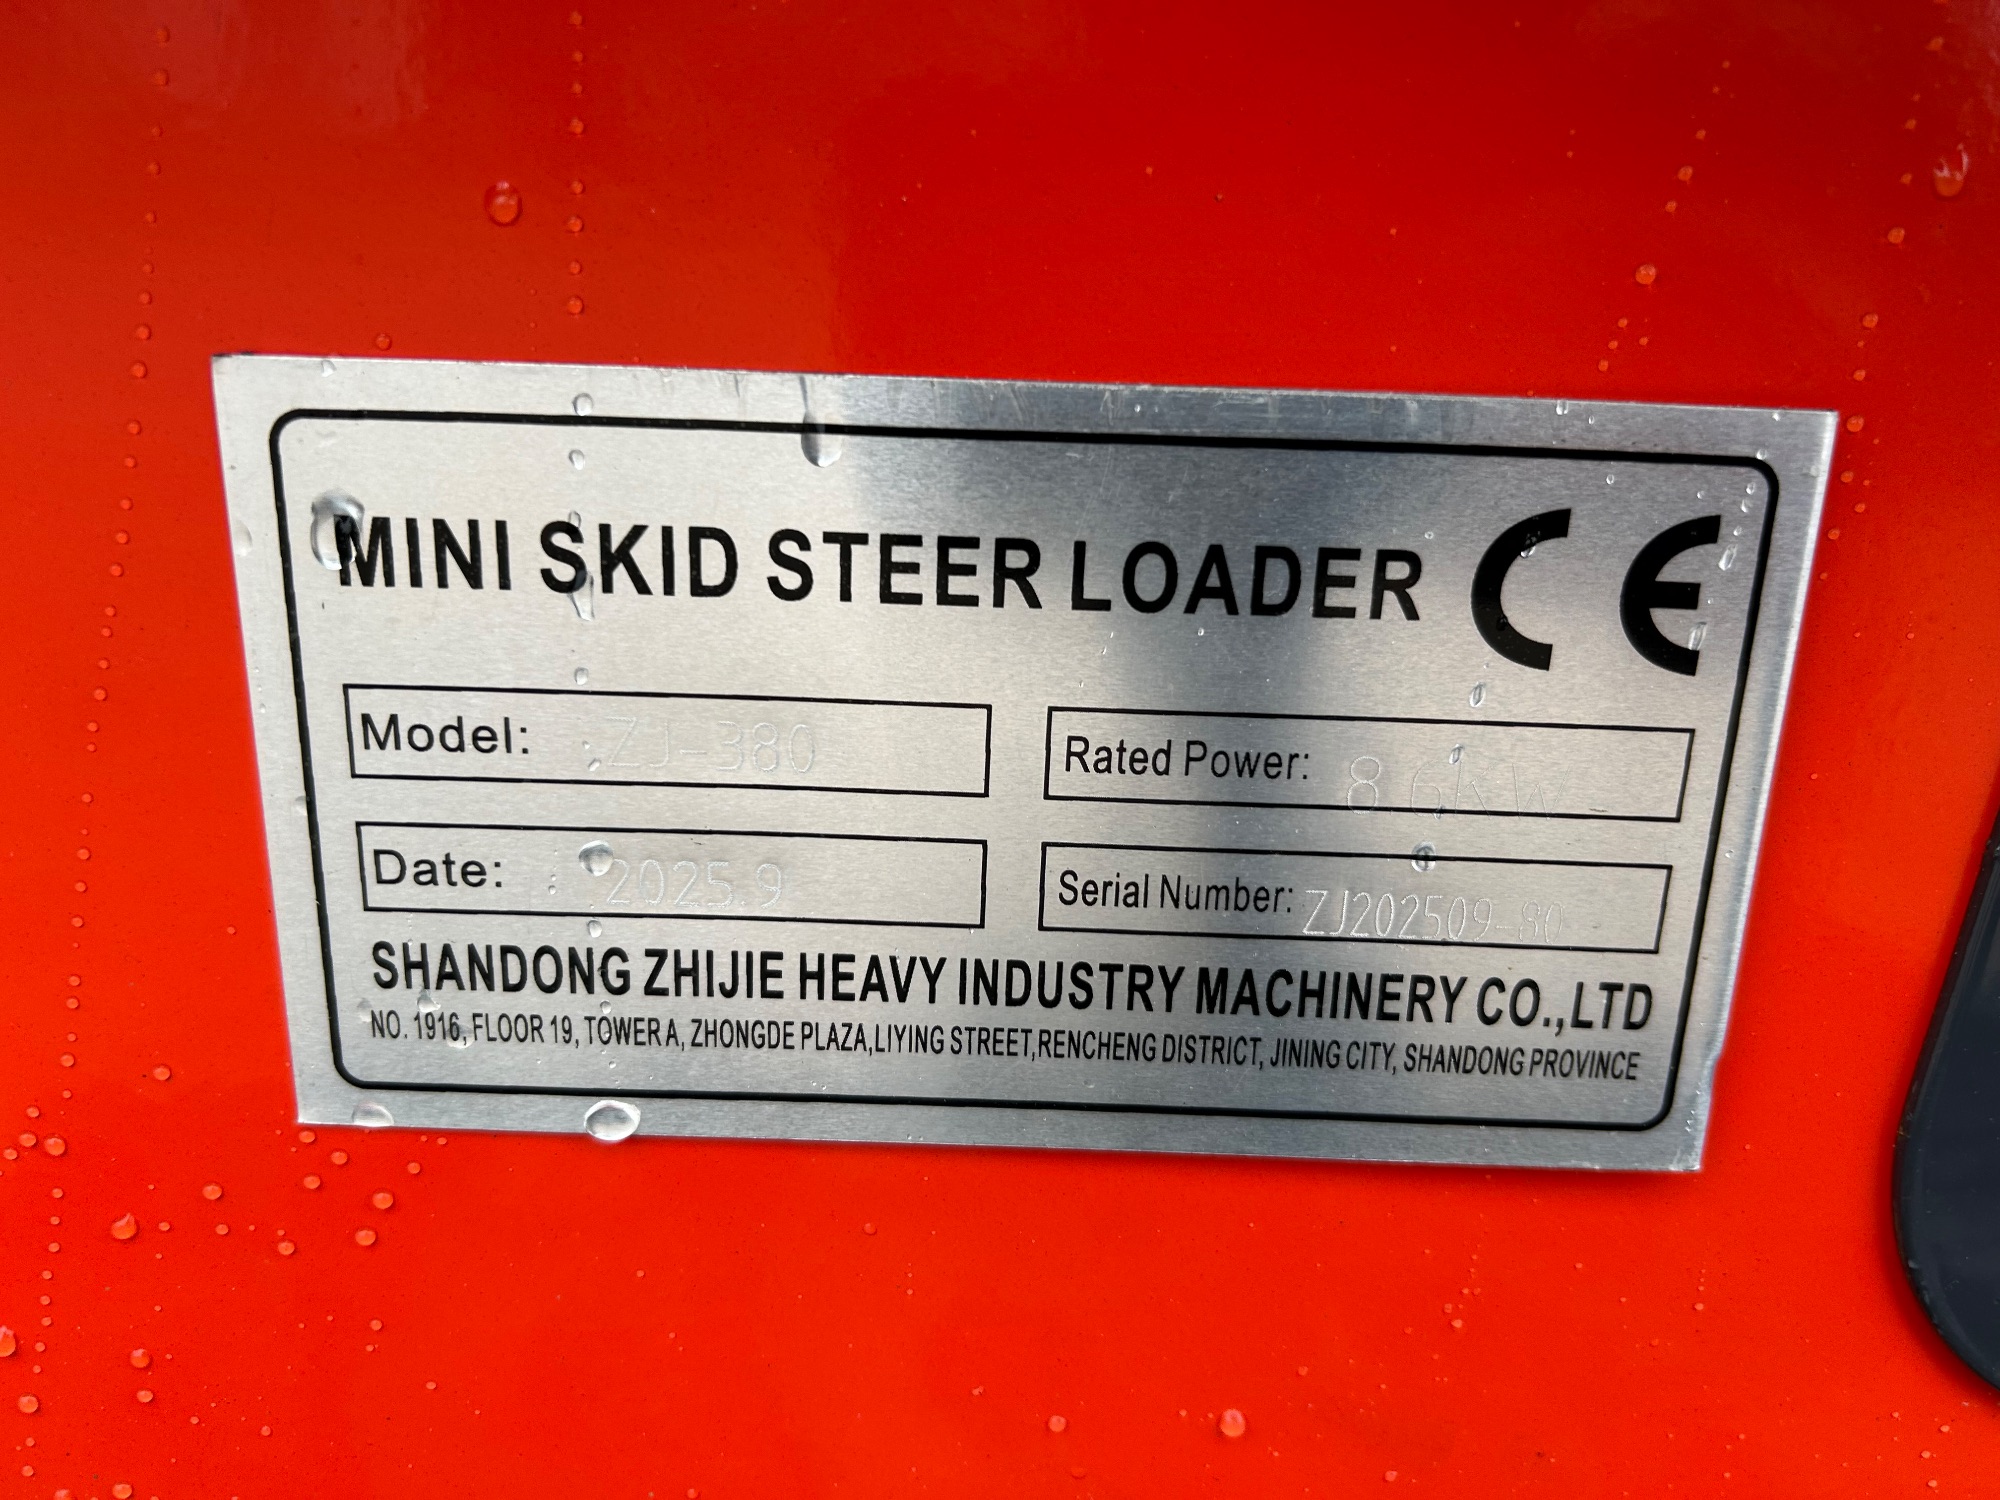 MINI SKID STEER LOADER CE
Model: ZJ-380
Rated Power: 8.6KW
Date: 2025.9
Serial Number: ZJ202509-80
SHANDONG ZHIJIE HEAVY INDUSTRY MACHINERY CO.,LTD
NO. 1916, FLOOR 19, TOWER A, ZHONGDE PLAZA,LIYING STREET,RENCHENG DISTRICT, JINING CITY, SHANDONG PROVINCE